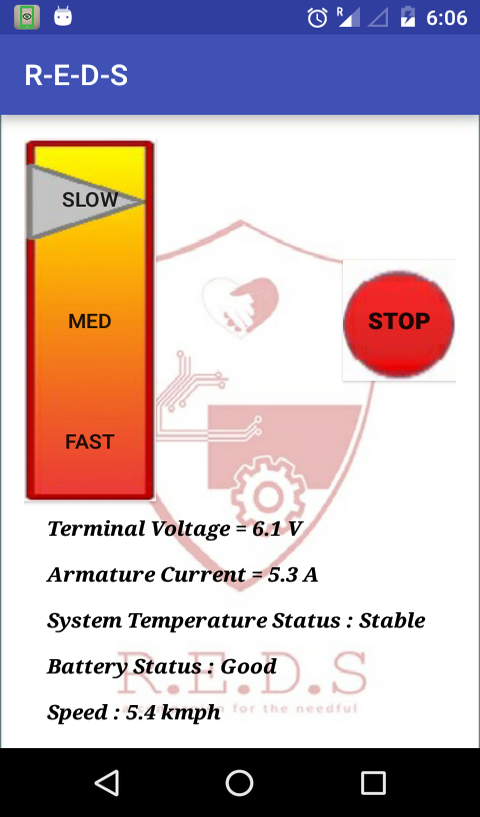 R
6:06
R-E-D-S
SLOW
MED
STOP
FAST
Terminal Voltage = 6.1 V
Armature Current = 5.3 A
System Temperature Status : Stable
R.E.D.S
Battery Status : Good
for the needful
Speed : 5.4 kmph